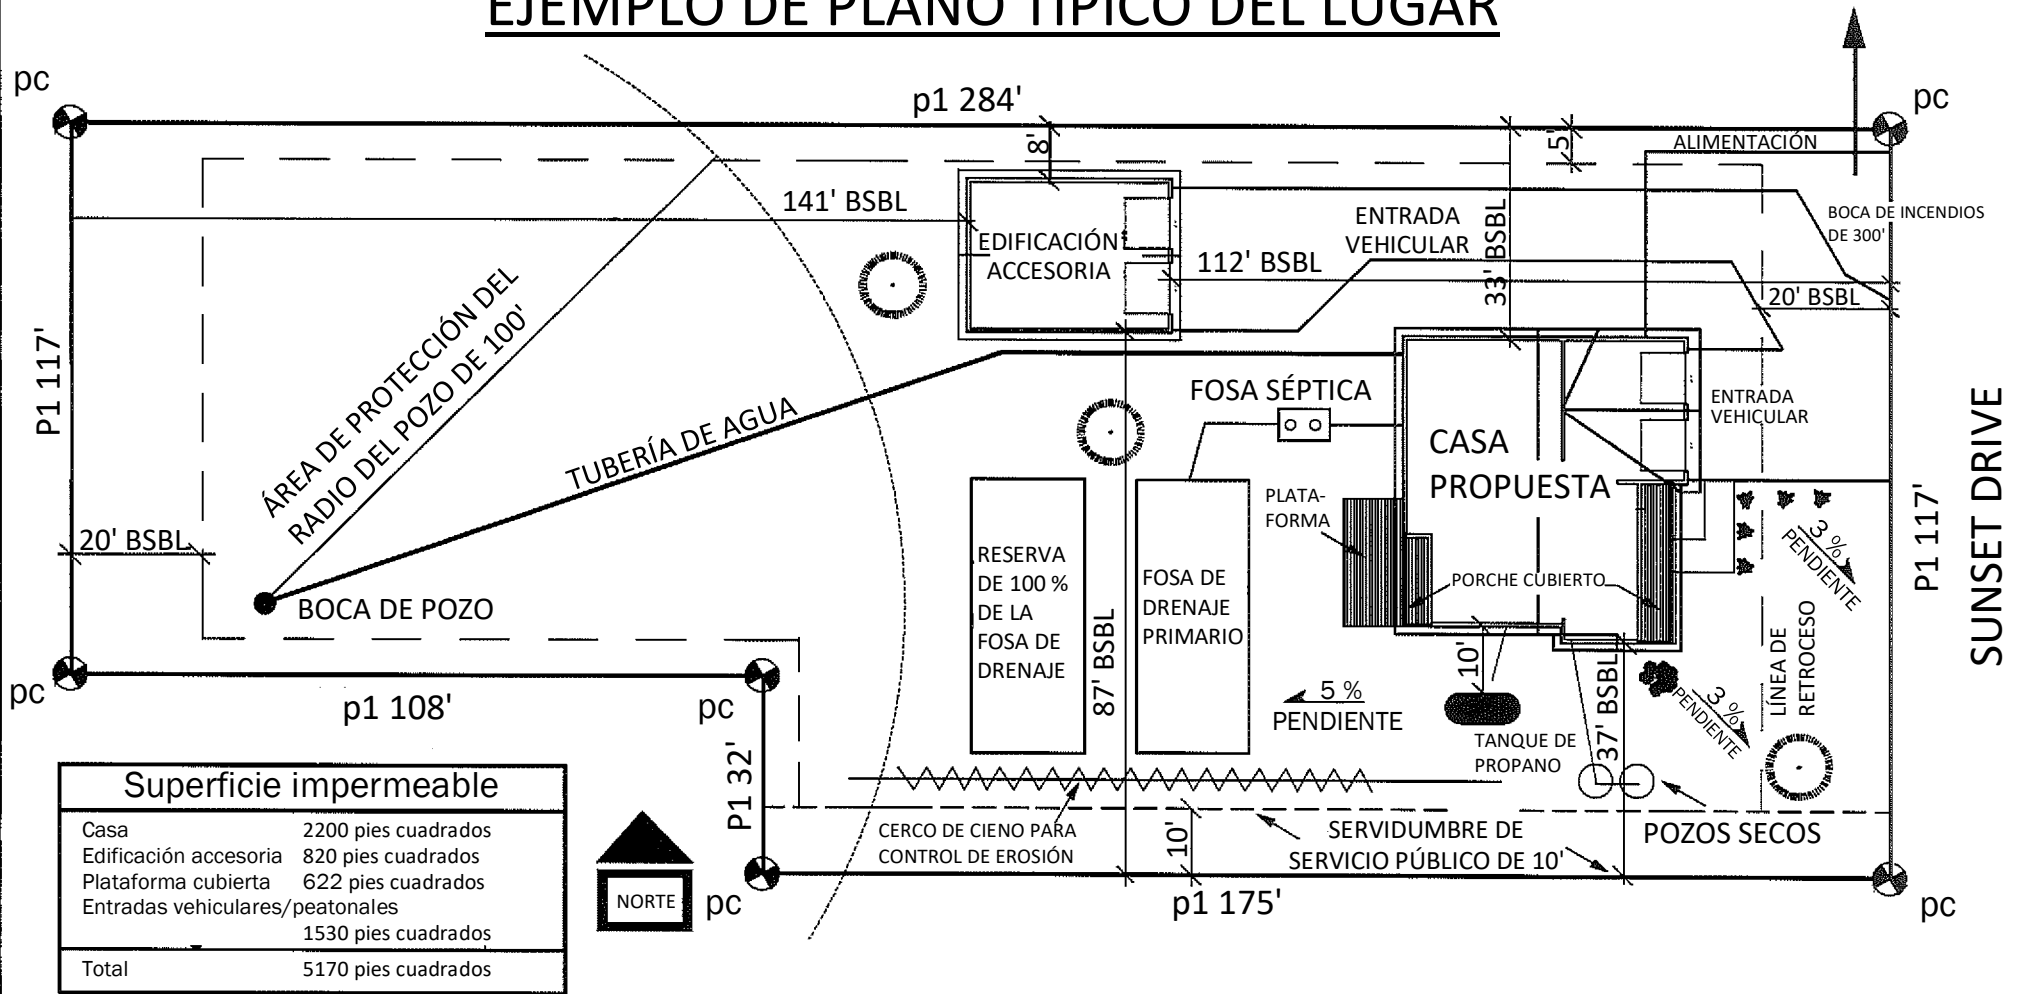 EJEMPLO DE PLANO TÍPICO DEL LUGAR
pc
p1 284'
pc
8'
5'
ALIMENTACIÓN
141' BSBL
ENTRADA
VEHICULAR
BOCA DE INCENDIOS
DE 300'
EDIFICACIÓN
ACCESORIA
112' BSBL
33' BSBL
20' BSBL
ÁREA DE PROTECCIÓN DEL
RADIO DEL POZO DE 100'
P1 117'
TUBERÍA DE AGUA
FOSA SÉPTICA
ENTRADA
VEHICULAR
CASA
PROPUESTA
PLATA-
FORMA
SUNSET DRIVE
P1 117'
3 %
PENDIENTE
20' BSBL
BOCA DE POZO
RESERVA
DE 100 %
DE LA
FOSA DE
DRENAJE
FOSA DE
DRENAJE
PRIMARIO
PORCHE CUBIERTO
87' BSBL
10'
37' BSBL
LÍNEA DE
RETROCESO
3 %
PENDIENTE
5 %
PENDIENTE
TANQUE DE
PROPANO
pc
p1 108'
pc
P1 32'
CERCO DE CIENO PARA
CONTROL DE EROSIÓN
10'
SERVIDUMBRE DE
SERVICIO PÚBLICO DE 10'
POZOS SECOS
pc
p1 175'
pc
NORTE
Superficie impermeable
Casa 2200 pies cuadrados
Edificación accesoria 820 pies cuadrados
Plataforma cubierta 622 pies cuadrados
Entradas vehiculares/peatonales
1530 pies cuadrados
Total 5170 pies cuadrados